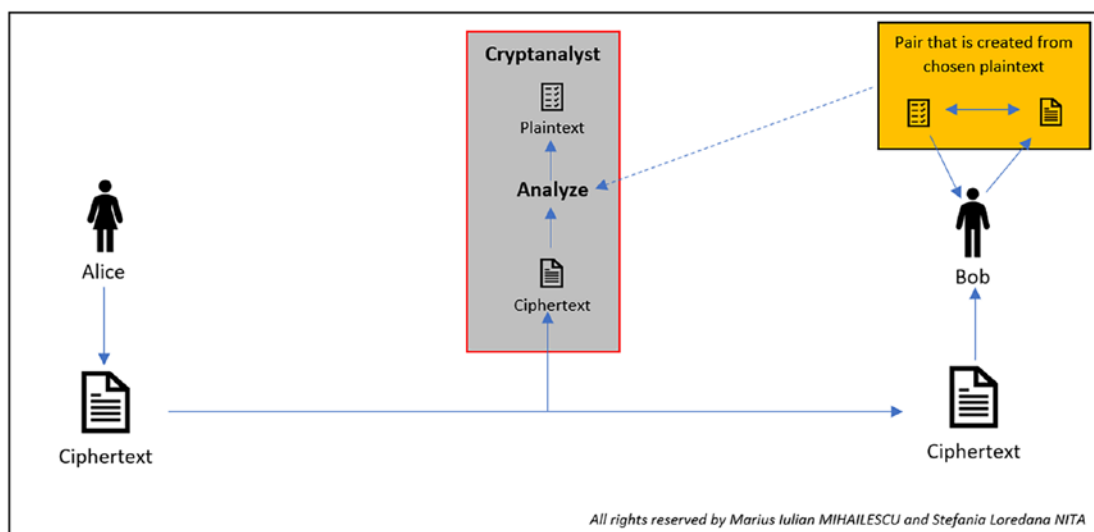 Cryptanalyst
Plaintext
Analyze
Ciphertext
Pair that is created from
chosen plaintext
Alice
Bob
Ciphertext
Ciphertext
All rights reserved by Marius Iulian MIHAILESCU and Stefania Loredana NITA